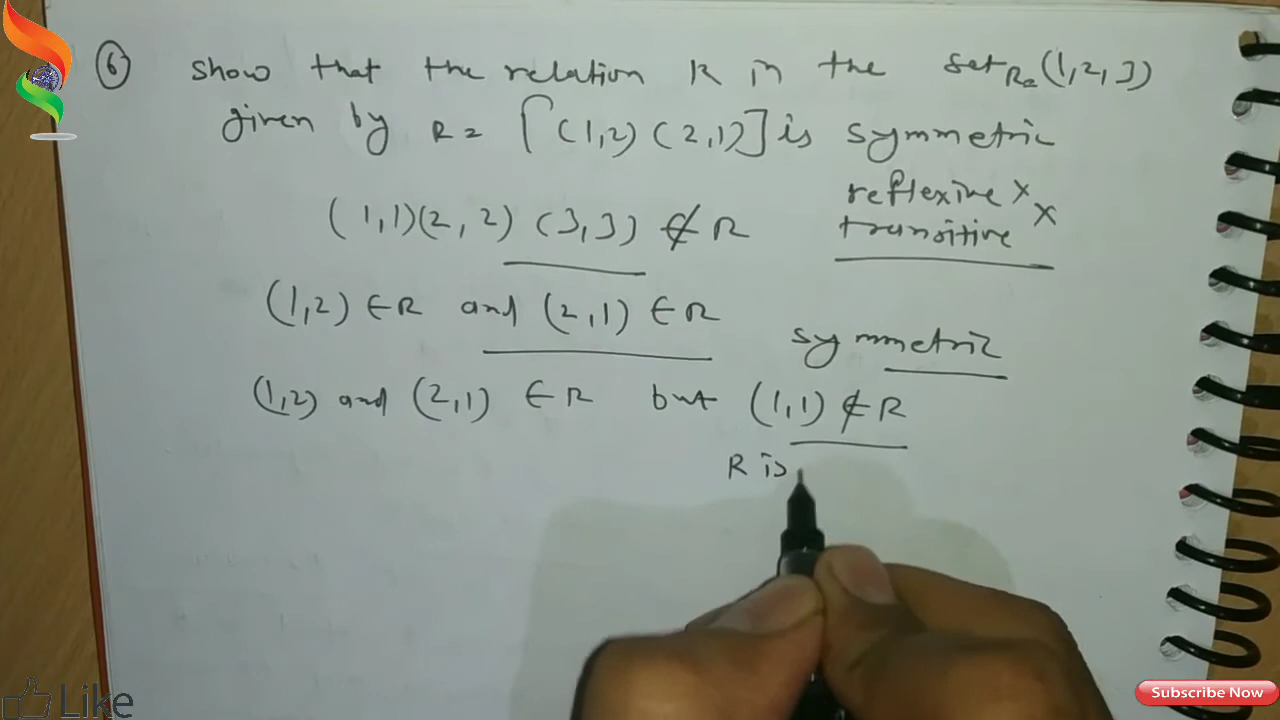 ⑥ show that the relation R in the set R= (1,2,3)
given by R= [(1,2) (2,1)] is symmetric
reflexive x
(1,1)(2,2) (3,3) ∉ R
transitive x
(1,2) ∈ R and (2,1) ∈ R
symmetric
(1,2) and (2,1) ∈ R but (1,1) ∉ R
R is
Like
Subscribe Now